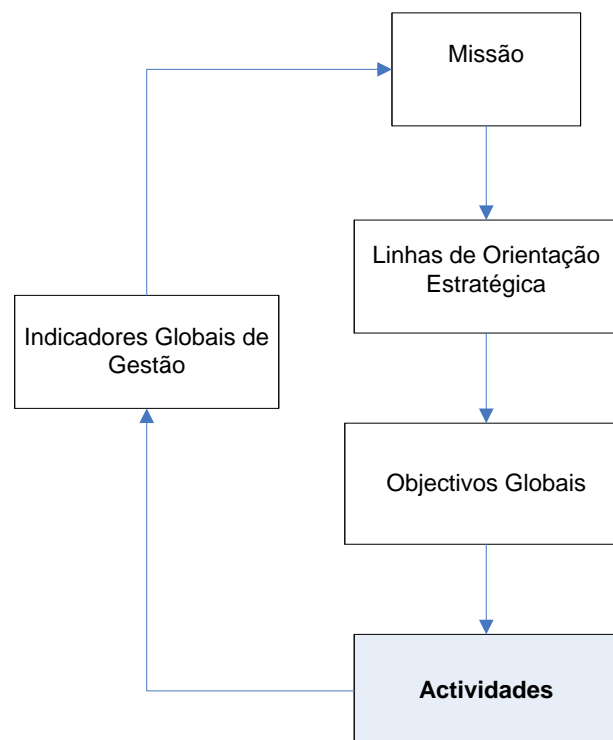 Missão
Linhas de Orientação
Estratégica
Indicadores Globais de
Gestão
Objectivos Globais
Actividades